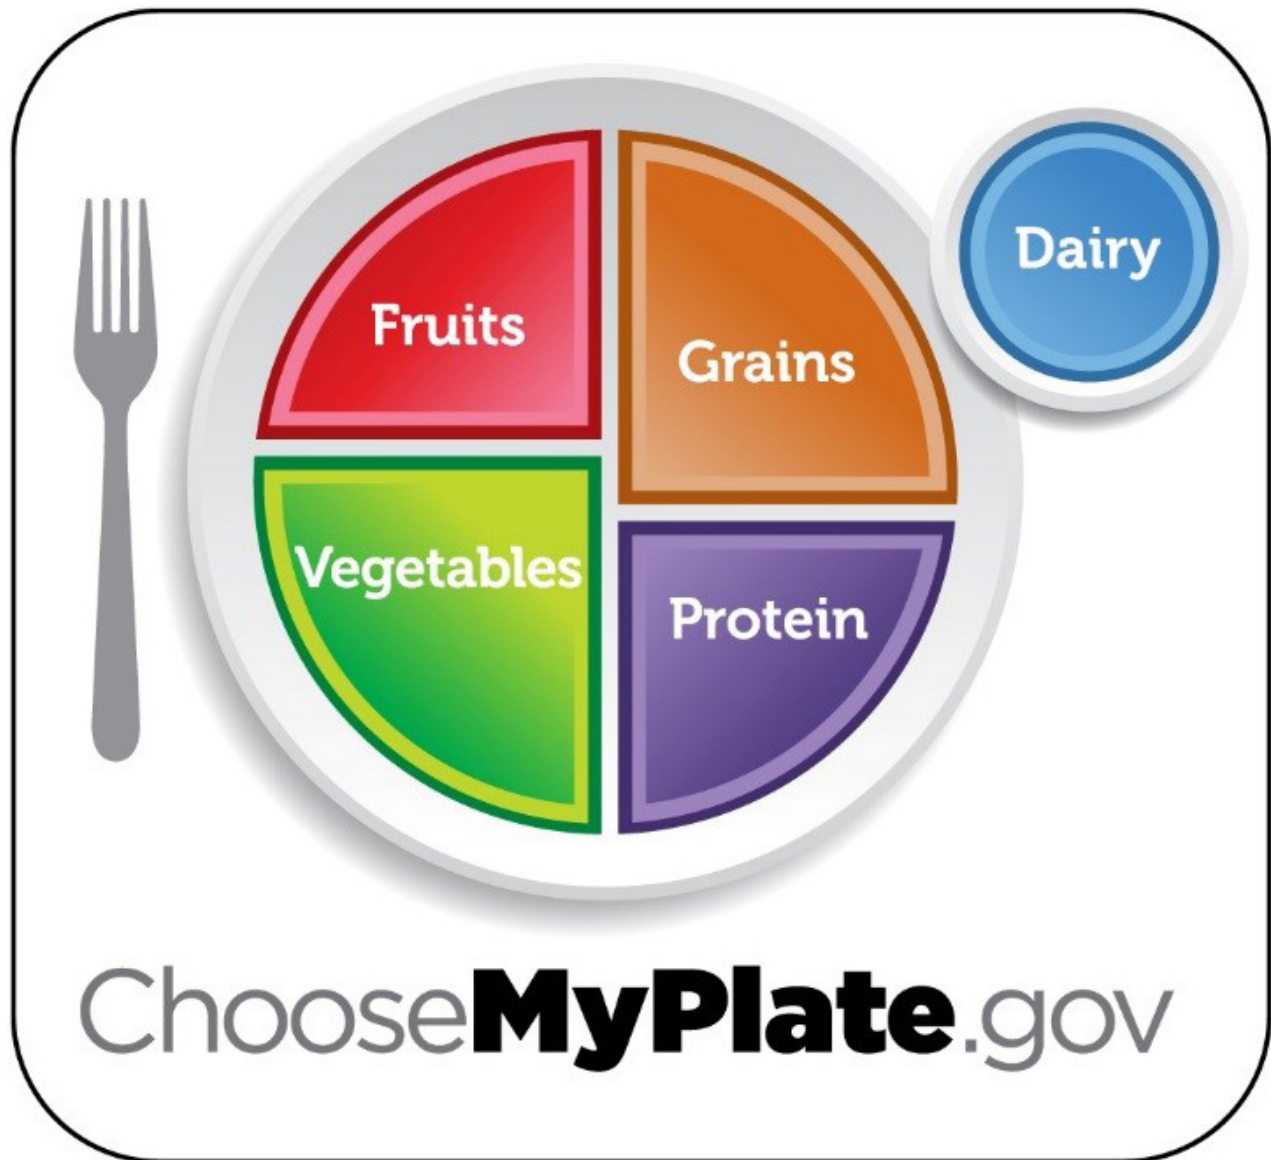 Dairy
Fruits
Grains
Vegetables
Protein
ChooseMyPlate.gov